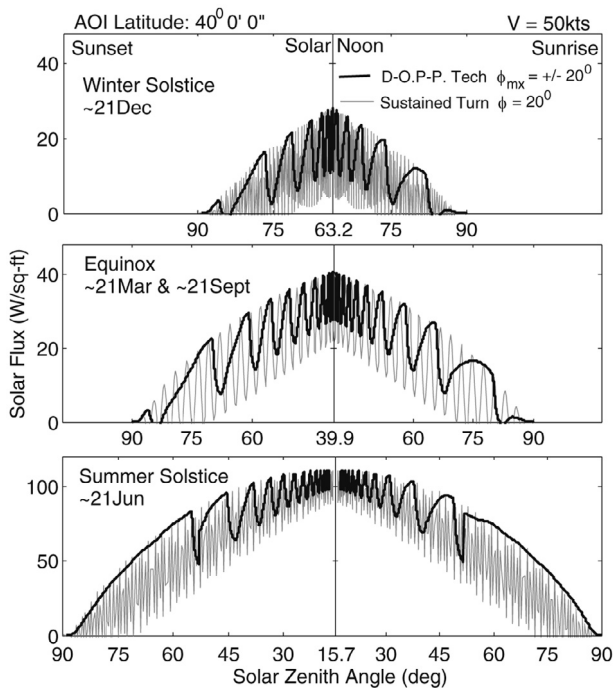 AOI Latitude: 40⁰ 0' 0"
V = 50kts
Sunset
Solar Noon
Sunrise
Winter Solstice
~21Dec
D-O.P-P. Tech ϕmx = +/- 20⁰
Sustained Turn ϕ = 20⁰
40
20
0
90 75 63.2 75 90
Equinox
~21Mar & ~21Sept
40
20
0
90 75 60 39.9 60 75 90
Solar Flux (W/sq-ft)
Summer Solstice
~21Jun
100
50
0
90 75 60 45 30 15.7 30 45 60 75 90
Solar Zenith Angle (deg)